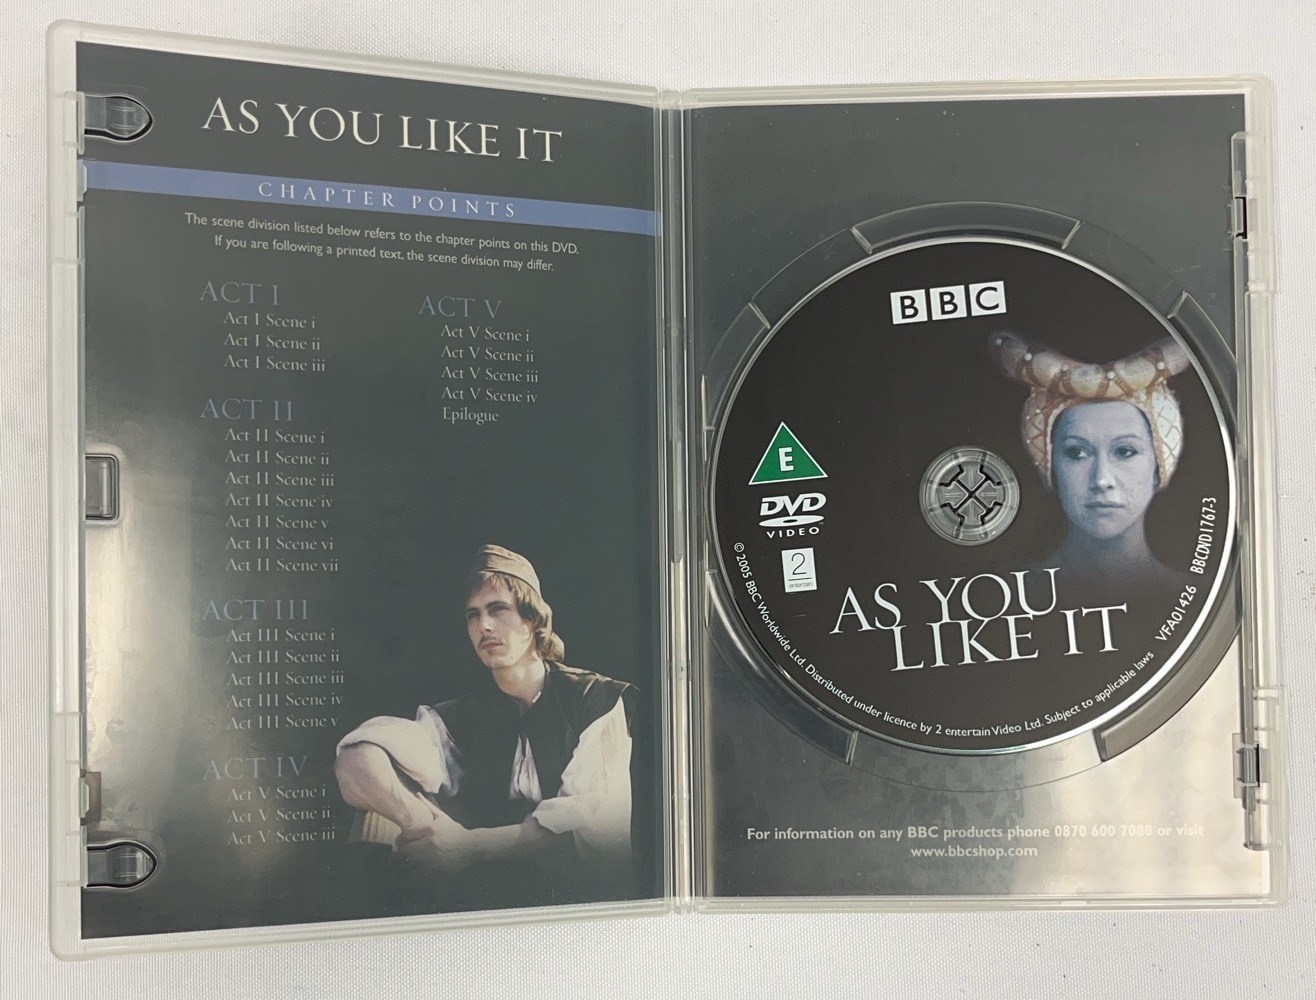 AS YOU LIKE IT
CHAPTER POINTS
The scene division listed below refers to the chapter points on this DVD.
If you are following a printed text, the scene division may differ.
ACT I
Act I Scene i
Act I Scene ii
Act I Scene iii
ACT II
Act II Scene i
Act II Scene ii
Act II Scene iii
Act II Scene iv
Act II Scene v
Act II Scene vi
Act II Scene vii
ACT III
Act III Scene i
Act III Scene ii
Act III Scene iii
Act III Scene iv
Act III Scene v
ACT IV
Act V Scene i
Act V Scene ii
Act V Scene iii
ACT V
Act V Scene i
Act V Scene ii
Act V Scene iii
Act V Scene iv
Epilogue
BBC
E
DVD
VIDEO
2
entertain
AS YOU
LIKE IT
© 2005 BBC Worldwide Ltd. Distributed under licence by 2 entertain Video Ltd. Subject to applicable laws
VFA01426 BBCDVD1767-3
For information on any BBC products phone 0870 600 7080 or visit
www.bbcshop.com